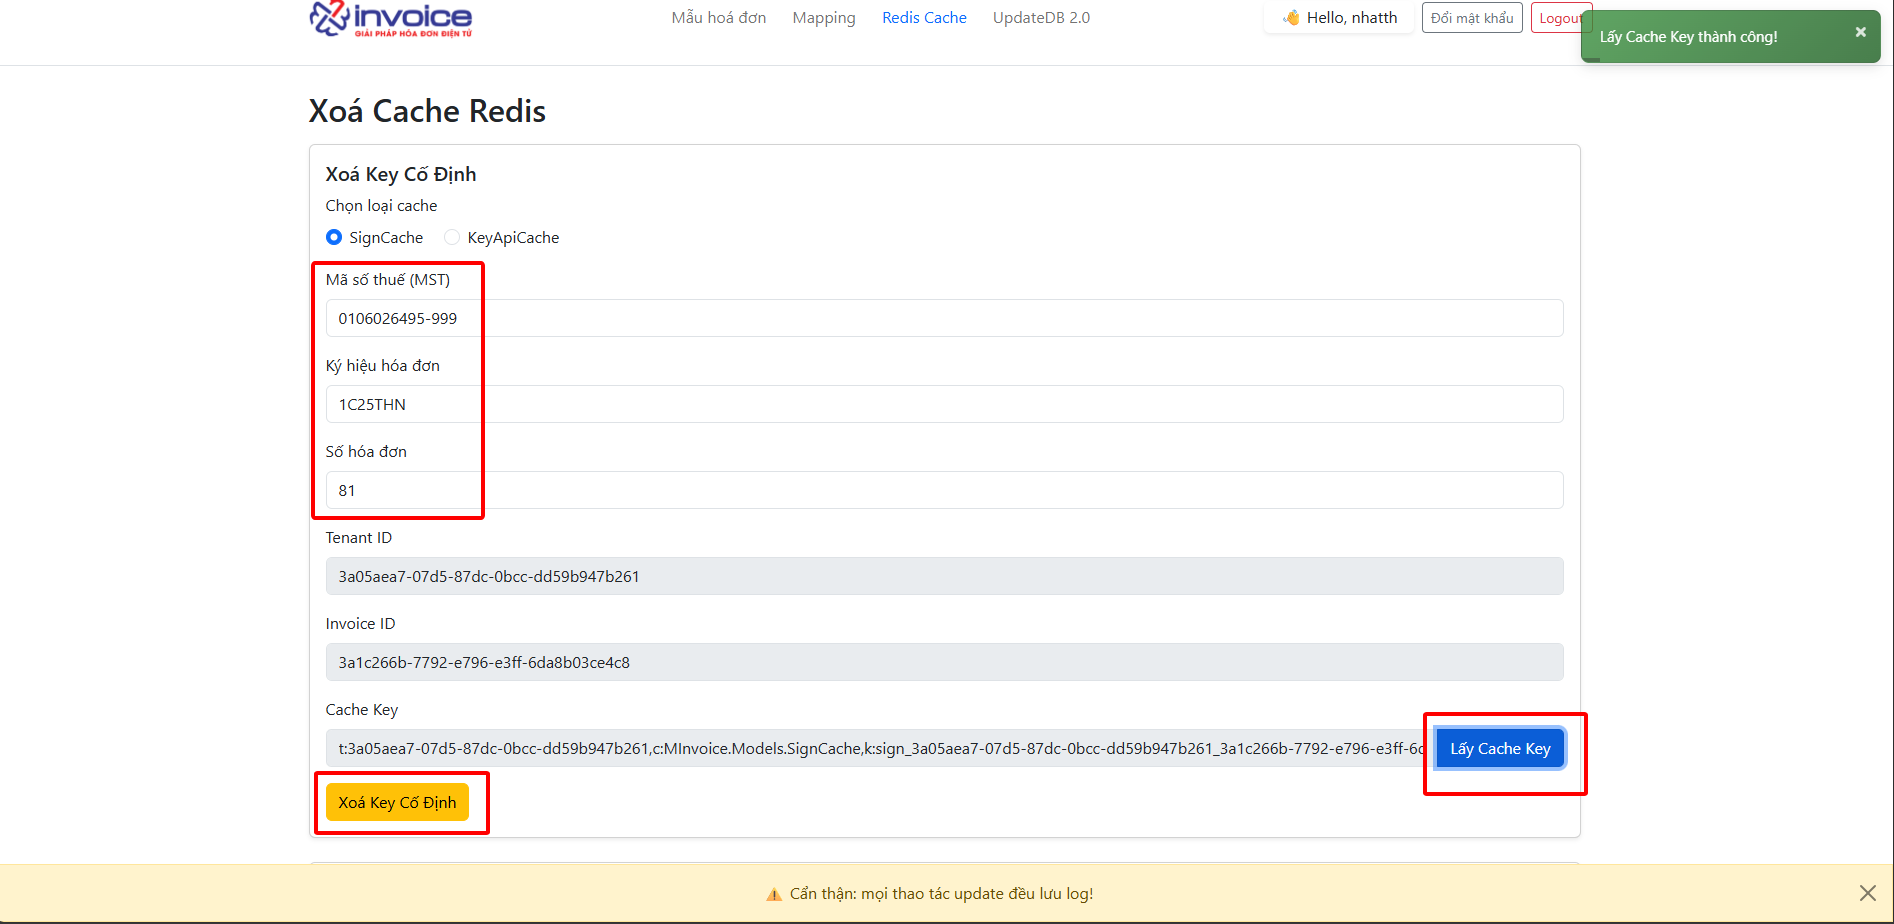 invoice
GIẢI PHÁP HÓA ĐƠN ĐIỆN TỬ
Mẫu hoá đơn Mapping Redis Cache UpdateDB 2.0
👋 Hello, nhatth
Đổi mật khẩu
Logout
Lấy Cache Key thành công!
Xoá Cache Redis
Xoá Key Cố Định
Chọn loại cache
SignCache KeyApiCache
Mã số thuế (MST)
0106026495-999
Ký hiệu hóa đơn
1C25THN
Số hóa đơn
81
Tenant ID
3a05aea7-07d5-87dc-0bcc-dd59b947b261
Invoice ID
3a1c266b-7792-e796-e3ff-6da8b03ce4c8
Cache Key
t:3a05aea7-07d5-87dc-0bcc-dd59b947b261,c:MInvoice.Models.SignCache,k:sign_3a05aea7-07d5-87dc-0bcc-dd59b947b261_3a1c266b-7792-e796-e3ff-6d
Lấy Cache Key
Xoá Key Cố Định
⚠️ Cẩn thận: mọi thao tác update đều lưu log!